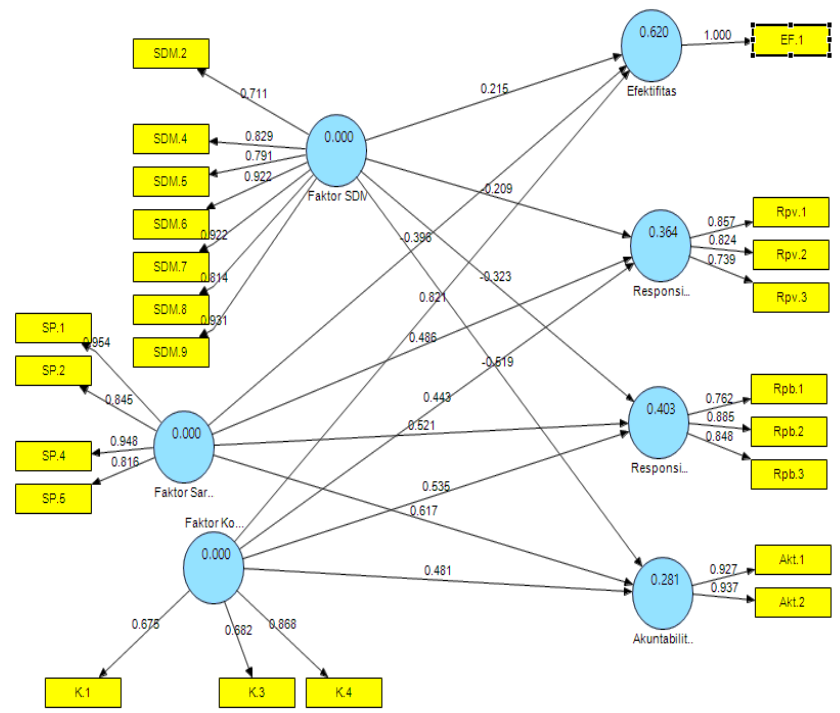 0.620
1.000
EF.1
Efektifitas
SDM.2
0.711
0.215
SDM.4
0.829
0.000
SDM.5
0.791
SDM.6
0.922
Faktor SDM
-0.209
SDM.7
0.922
SDM.8
0.814
SDM.9
0.931
-0.396
0.821
-0.323
0.364
Responsi..
0.857
Rpv.1
0.824
Rpv.2
0.739
Rpv.3
SP.1
0.954
SP.2
0.845
SP.4
0.948
SP.5
0.816
0.000
Faktor Sar..
0.486
-0.519
0.443
0.521
0.403
Responsi..
0.762
Rpb.1
0.885
Rpb.2
0.848
Rpb.3
Faktor Ko...
0.000
0.535
0.617
0.481
0.281
Akuntabilit..
0.927
Akt.1
0.937
Akt.2
0.675
0.682
0.868
K.1
K.3
K.4